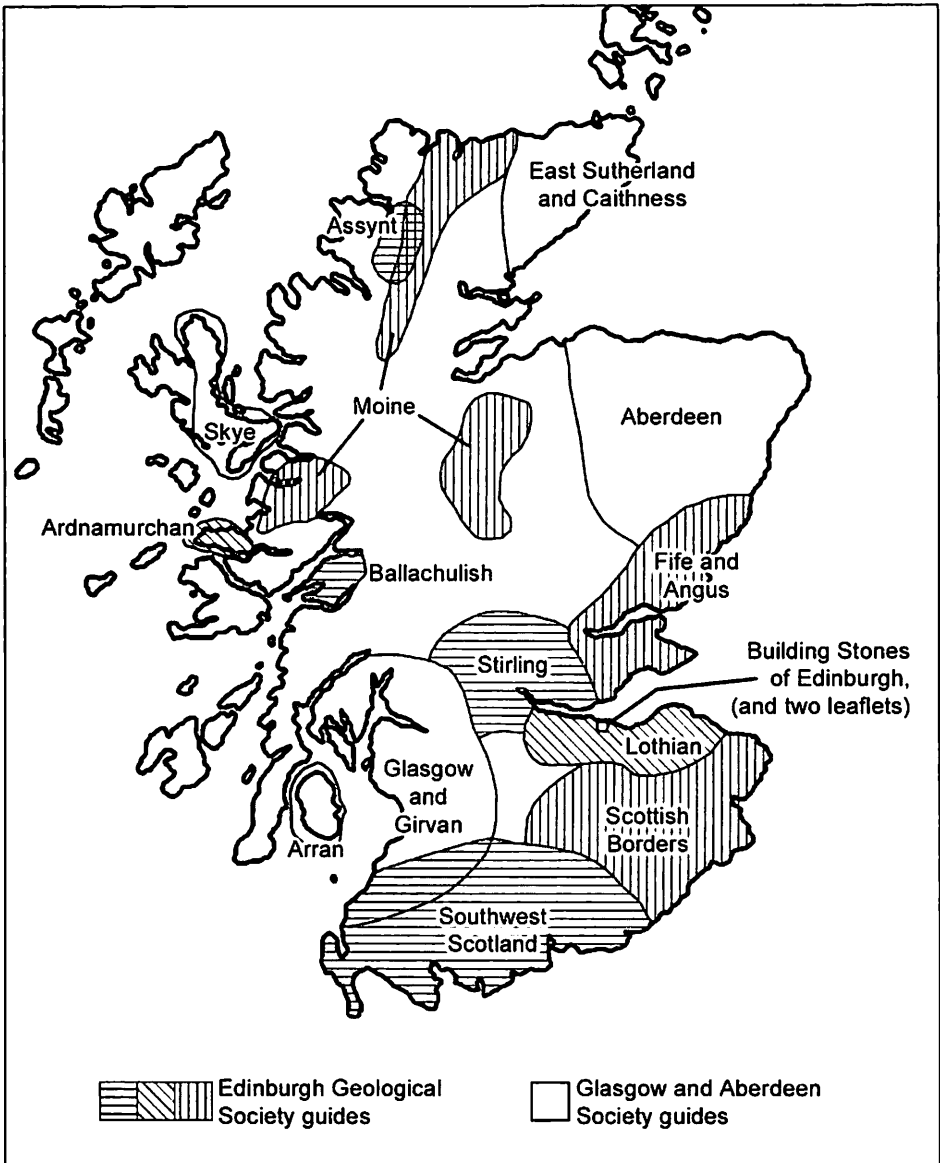 East Sutherland
and Caithness
Assynt
Moine
Skye
Aberdeen
Ardnamurchan
Ballachulish
Fife and
Angus
Stirling
Building Stones
of Edinburgh,
(and two leaflets)
Lothian
Glasgow
and
Girvan
Arran
Scottish
Borders
Southwest
Scotland
Edinburgh Geological
Society guides
Glasgow and Aberdeen
Society guides